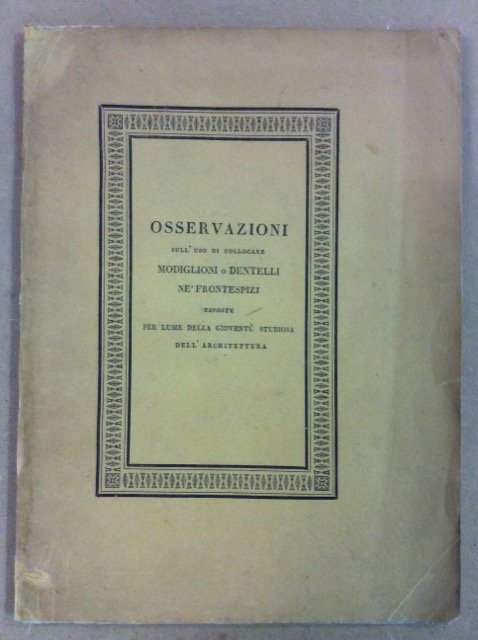 OSSERVAZIONI
SULL' USO DI COLLOCARE
MODIGLIONI O DENTELLI
NE' FRONTESPIZJ
ESPOSTE
PER LUME DELLA GIOVENTÙ STUDIOSA
DELL' ARCHITETTURA